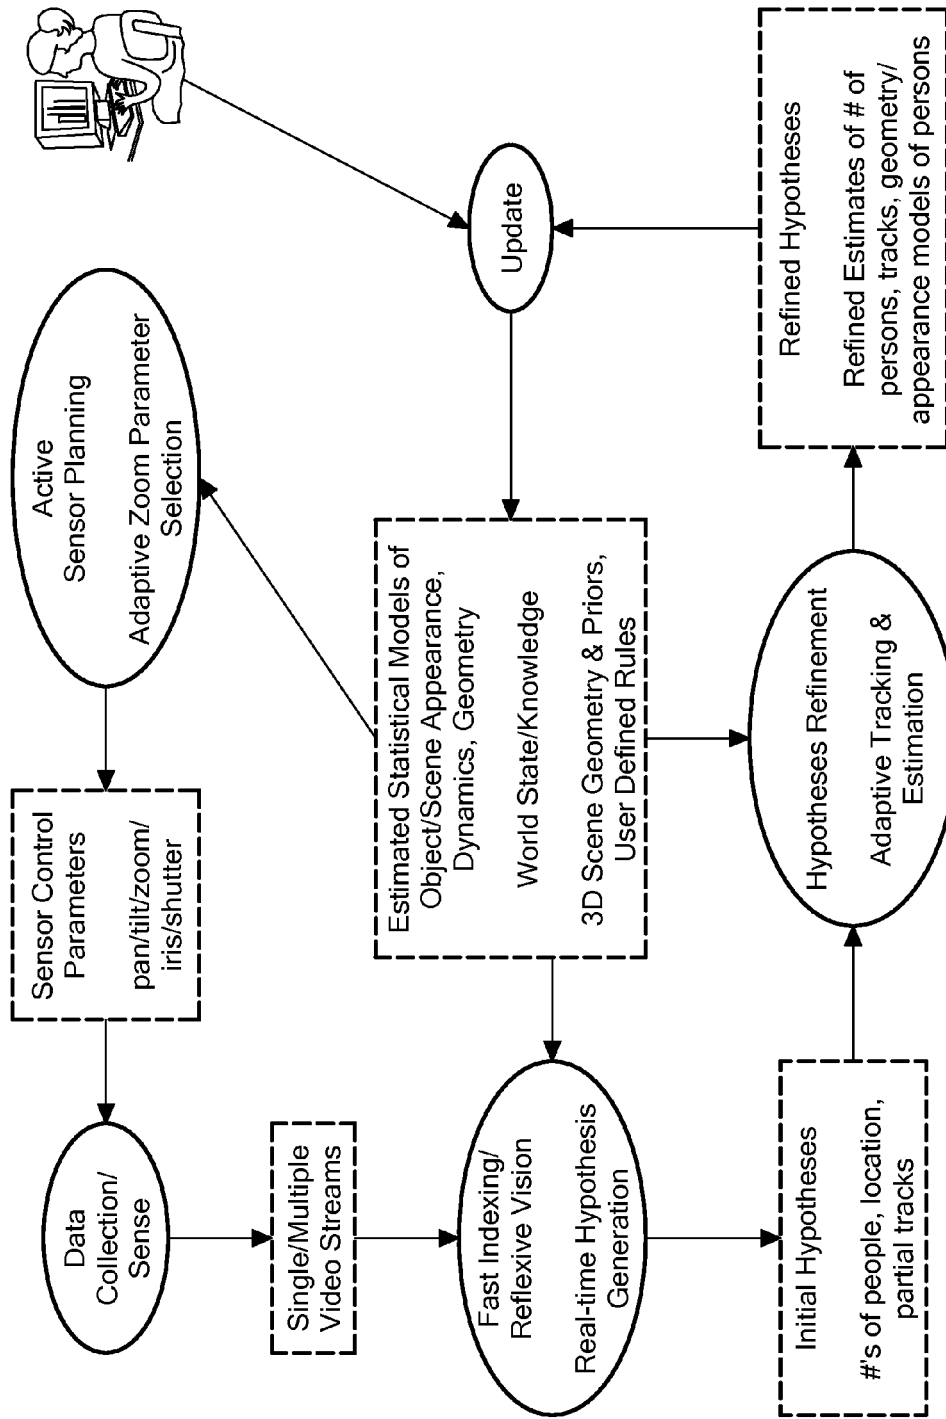 Data
Collection/
Sense
Single/Multiple
Video Streams
Fast Indexing/
Reflexive Vision
Real-time Hypothesis
Generation
Initial Hypotheses
#'s of people, location,
partial tracks
Sensor Control
Parameters
pan/tilt/zoom/
iris/shutter
Estimated Statistical Models of
Object/Scene Appearance,
Dynamics, Geometry
World State/Knowledge
3D Scene Geometry & Priors,
User Defined Rules
Hypotheses Refinement
Adaptive Tracking &
Estimation
Active
Sensor Planning
Adaptive Zoom Parameter
Selection
Update
Refined Hypotheses
Refined Estimates of # of
persons, tracks, geometry/
appearance models of persons